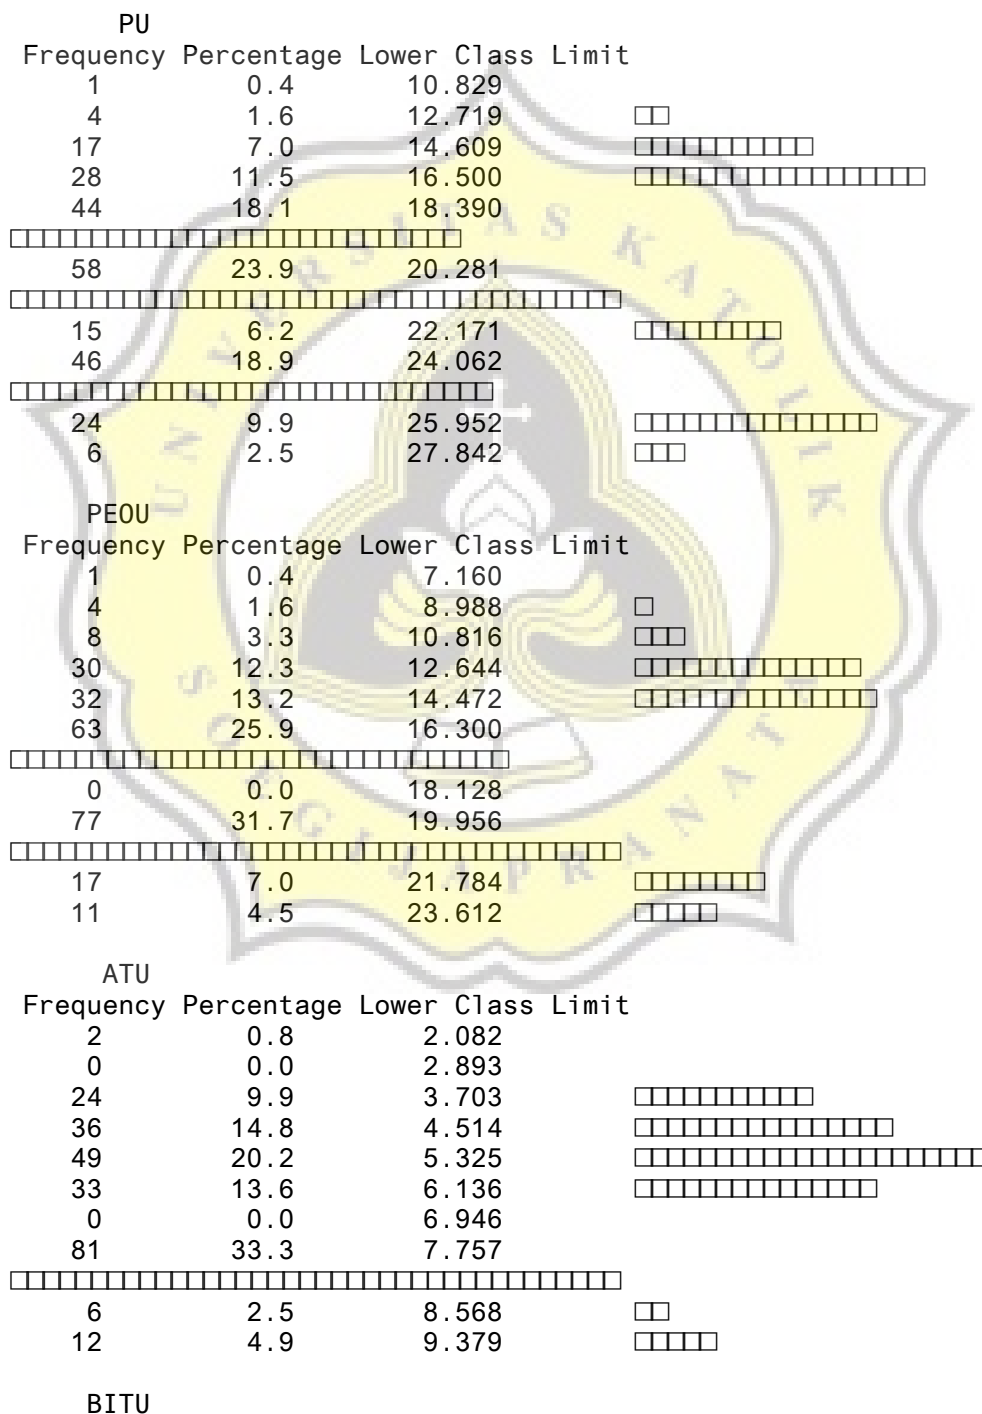 PU
Frequency Percentage Lower Class Limit
1 0.4 10.829
4 1.6 12.719
17 7.0 14.609
28 11.5 16.500
44 18.1 18.390
58 23.9 20.281
15 6.2 22.171
46 18.9 24.062
24 9.9 25.952
6 2.5 27.842
PEOU
Frequency Percentage Lower Class Limit
1 0.4 7.160
4 1.6 8.988
8 3.3 10.816
30 12.3 12.644
32 13.2 14.472
63 25.9 16.300
0 0.0 18.128
77 31.7 19.956
17 7.0 21.784
11 4.5 23.612
ATU
Frequency Percentage Lower Class Limit
2 0.8 2.082
0 0.0 2.893
24 9.9 3.703
36 14.8 4.514
49 20.2 5.325
33 13.6 6.136
0 0.0 6.946
81 33.3 7.757
6 2.5 8.568
12 4.9 9.379
BITU
UNIVERSITAS KATOLIK
SOEGIJAPRANATA